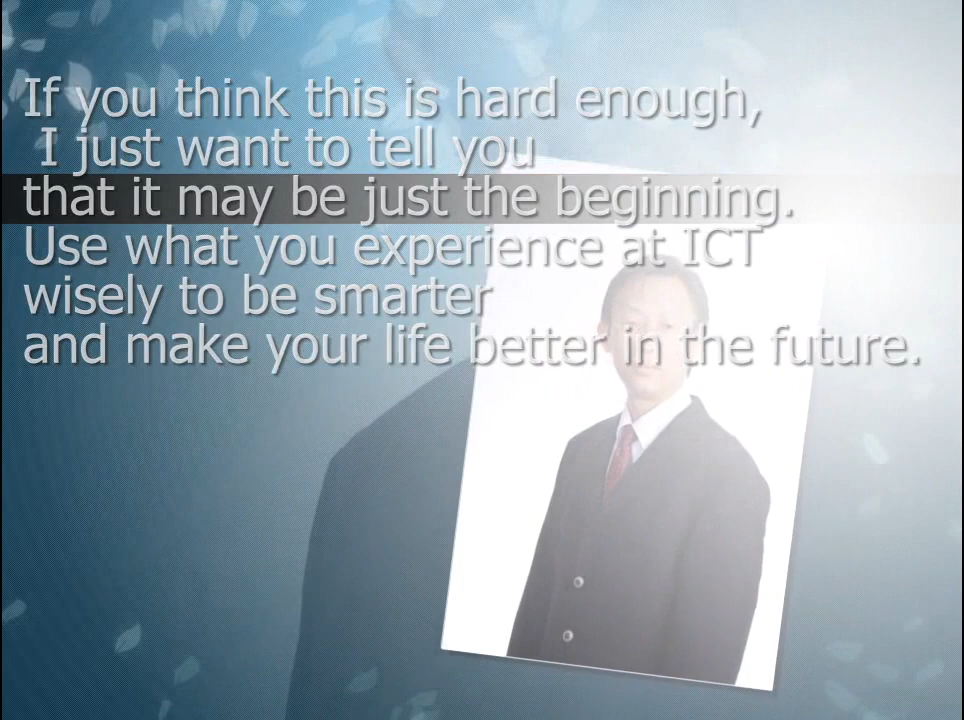 If you think this is hard enough,
I just want to tell you
that it may be just the beginning.
Use what you experience at ICT
wisely to be smarter
and make your life better in the future.